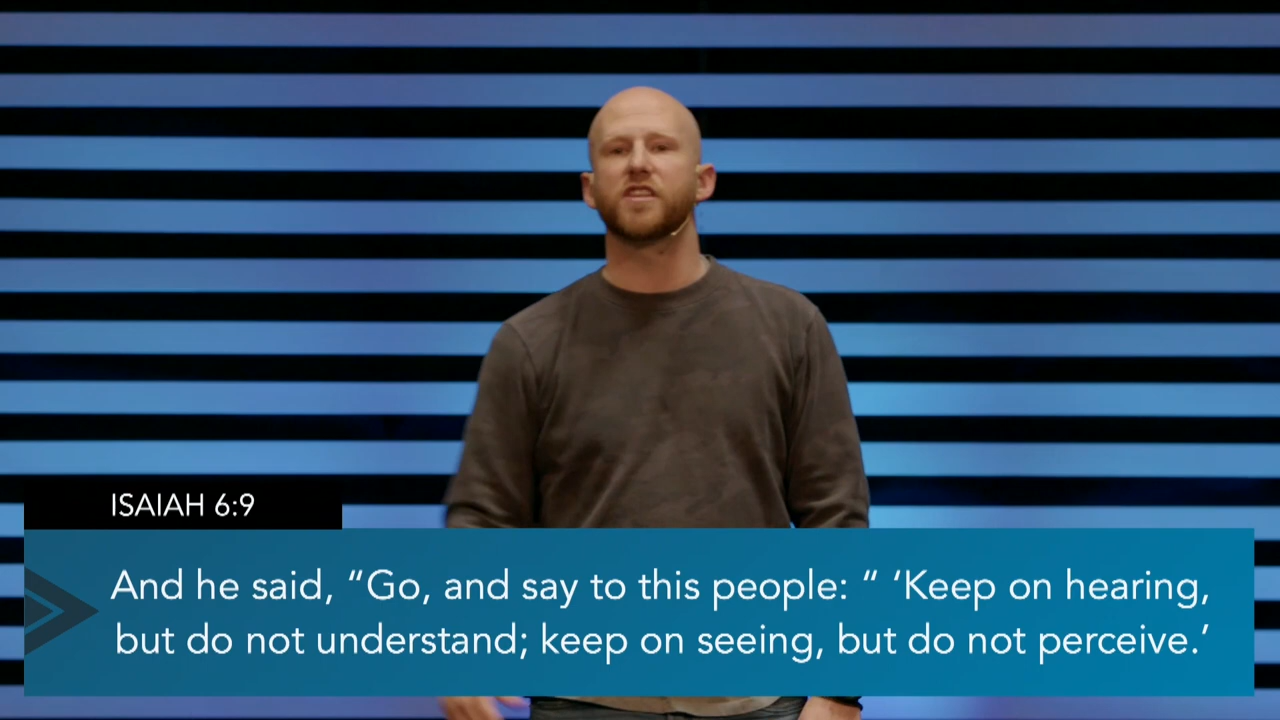 ISAIAH 6:9
And he said, “Go, and say to this people: “ ‘Keep on hearing,
but do not understand; keep on seeing, but do not perceive.’